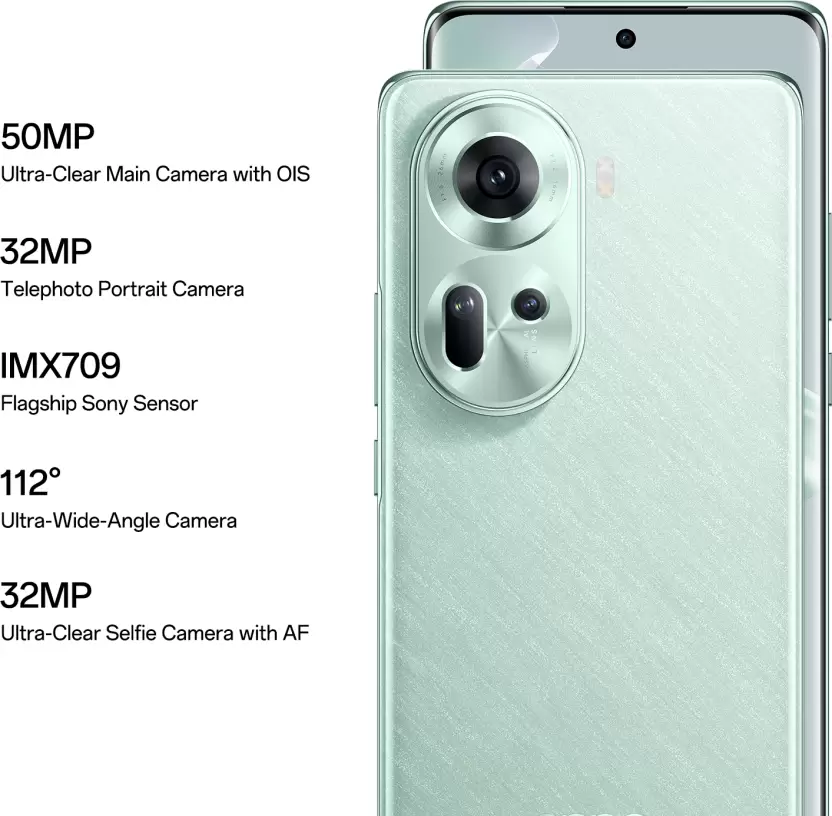 50MP
Ultra-Clear Main Camera with OIS
32MP
Telephoto Portrait Camera
IMX709
Flagship Sony Sensor
112°
Ultra-Wide-Angle Camera
32MP
Ultra-Clear Selfie Camera with AF